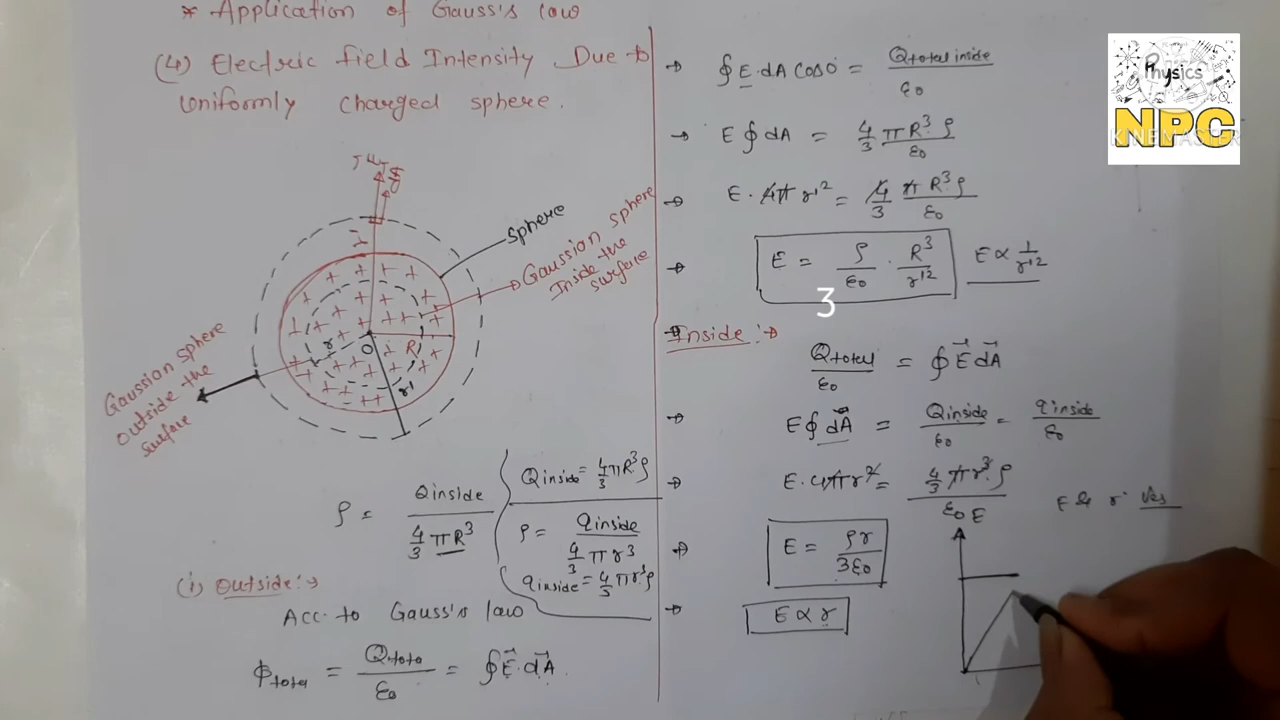 * Application of Gauss's law
(4) Electric field Intensity Due to
Uniformly charged sphere.
sphere
Gaussion sphere
Inside the
surface
Gaussion sphere
outside the
surface
r
O
R
r'
ρ = Qinside / (4/3 πR³)
Qinside = 4/3 πR³ρ
ρ = qinside / (4/3 πr³)
qinside = 4/3 πr³ρ
(i) Outside :→
Acc. to Gauss's law
ϕtota = Qtota / ε0 = ∮E⃗.dA⃗
→ ∮E.dA cos0 = Qtotal inside / ε0
→ E∮dA = 4/3 πR³ρ / ε0
→ E.4πr'² = 4/3 πR³ρ / ε0
→ E = ρ/ε0 . R³/r'² E ∝ 1/r'²
3
Inside :→
Qtotal / ε0 = ∮E⃗dA⃗
→ E∮dA⃗ = Qinside / ε0 = qinside / ε0
→ E.4πr² = 4/3 πr³ρ / ε0
→ E = ρr / 3ε0
→ E ∝ r
E
Physics
NPC
KINEMASTER